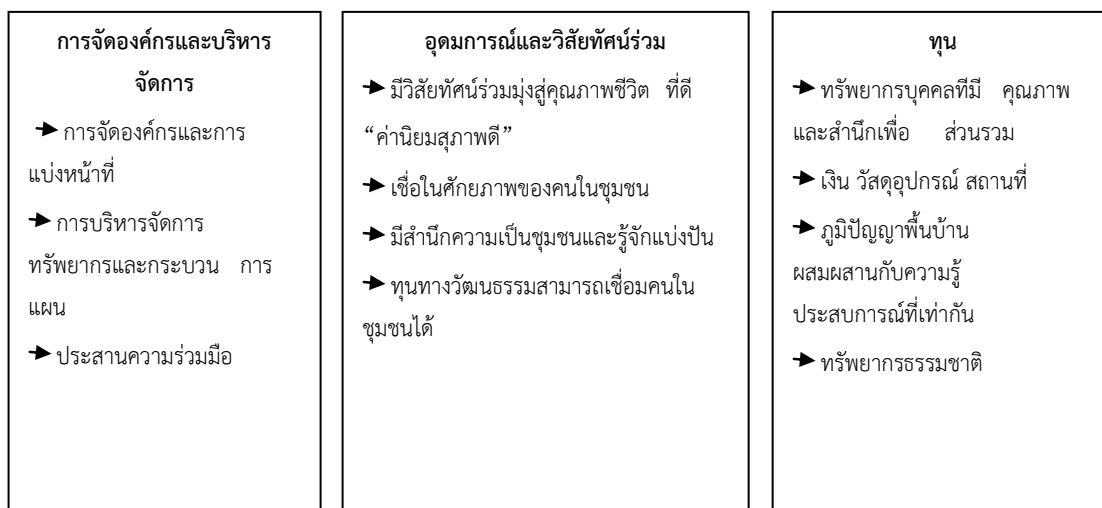 การจัดองค์กรและบริหาร
จัดการ
➔ การจัดองค์กรและการ
แบ่งหน้าที่
➔ การบริหารจัดการ
ทรัพยากรและกระบวน การ
แผน
➔ ประสานความร่วมมือ
อุดมการณ์และวิสัยทัศน์ร่วม
➔ มีวิสัยทัศน์ร่วมมุ่งสู่คุณภาพชีวิต ที่ดี
“ค่านิยมสุภาพดี”
➔ เชื่อในศักยภาพของคนในชุมชน
➔ มีสำนึกความเป็นชุมชนและรู้จักแบ่งปัน
➔ ทุนทางวัฒนธรรมสามารถเชื่อมคนใน
ชุมชนได้
ทุน
➔ ทรัพยากรบุคคลทีมี คุณภาพ
และสำนึกเพื่อ ส่วนรวม
➔ เงิน วัสดุอุปกรณ์ สถานที่
➔ ภูมิปัญญาพื้นบ้าน
ผสมผสานกับความรู้
ประสบการณ์ที่เท่ากัน
➔ ทรัพยากรธรรมชาติ